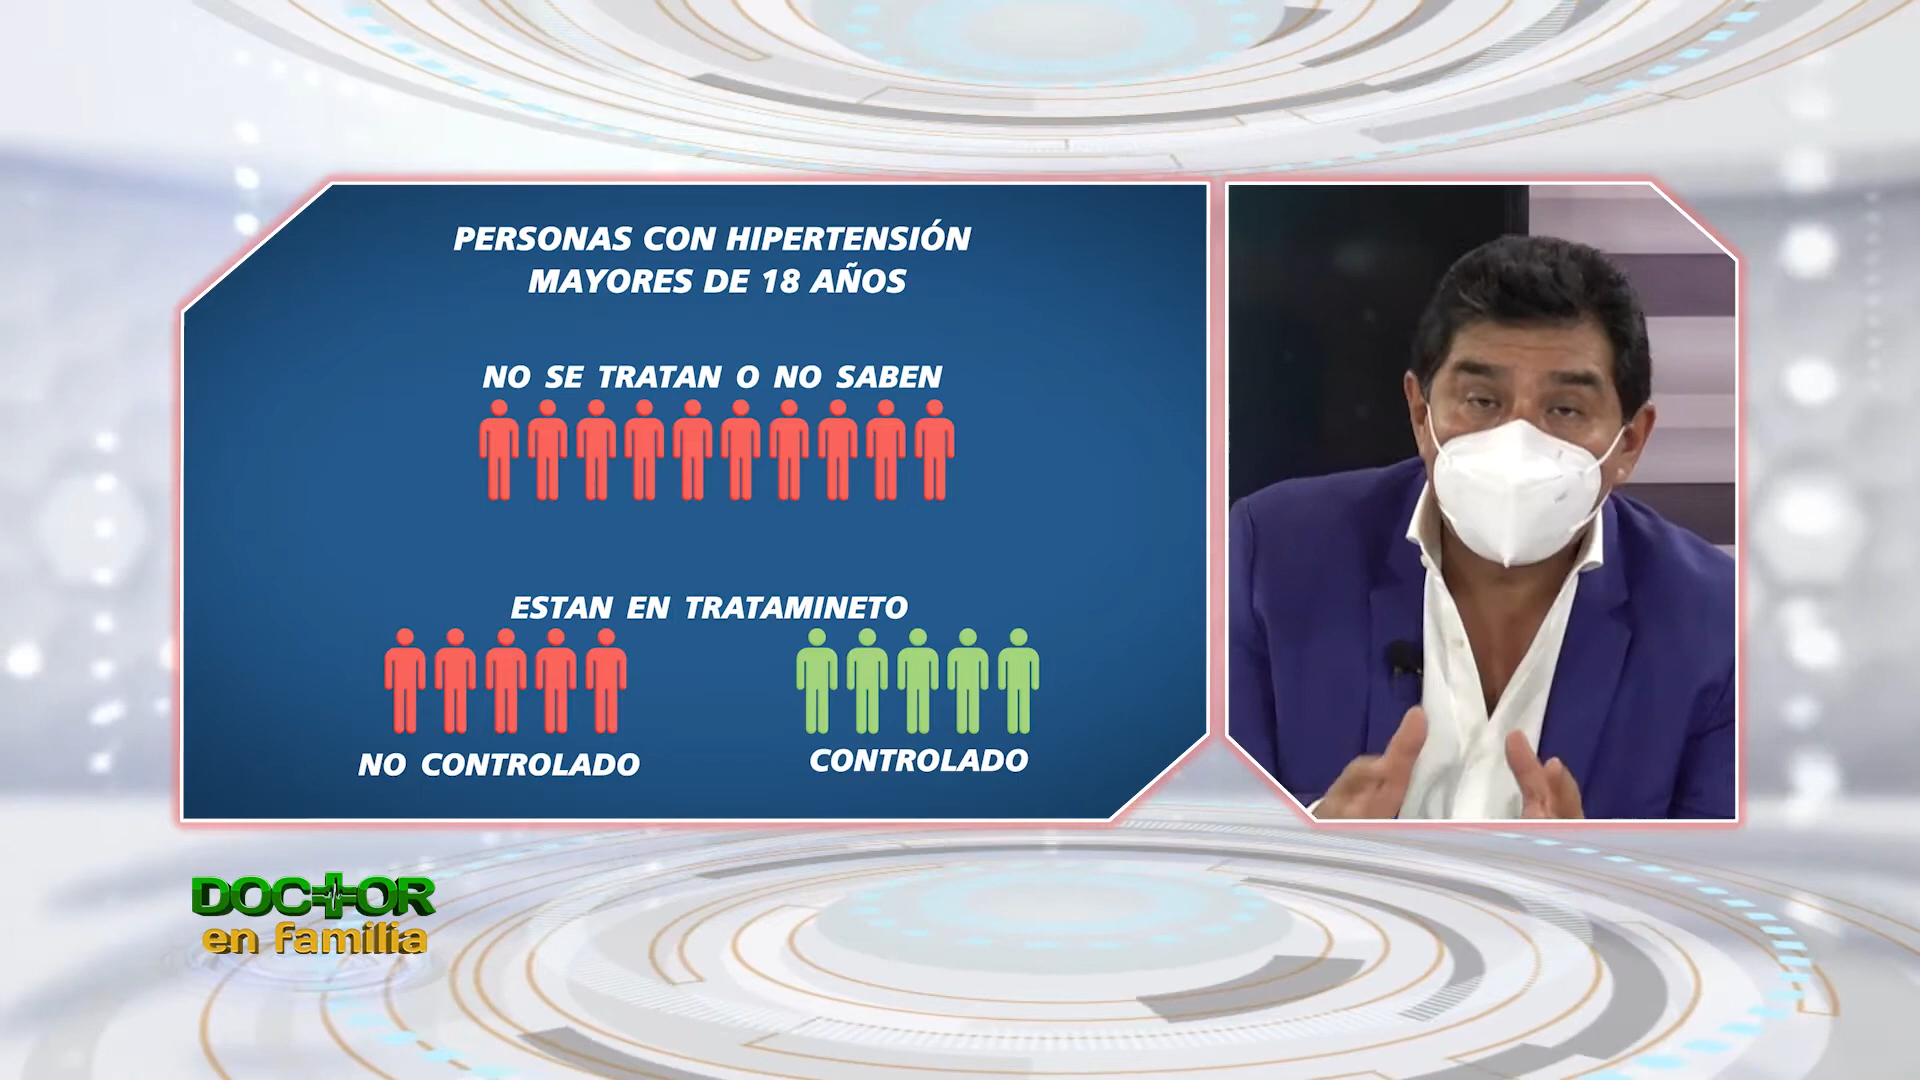 PERSONAS CON HIPERTENSIÓN
MAYORES DE 18 AÑOS
NO SE TRATAN O NO SABEN
ESTAN EN TRATAMINETO
NO CONTROLADO
CONTROLADO
DOCTOR
en familia